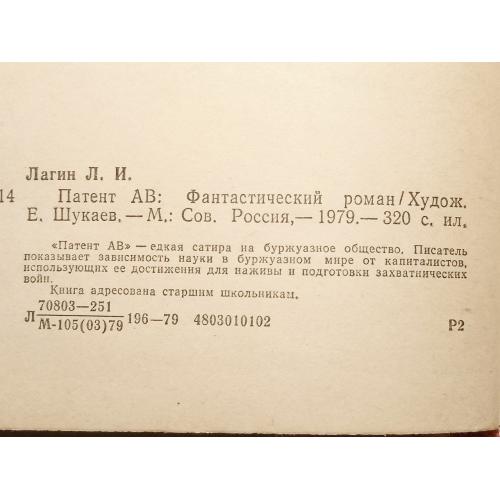 Лагин Л. И.
14 Патент АВ: Фантастический роман/Худож.
Е. Шукаев.—М.: Сов. Россия,—1979.—320 с. ил.
«Патент АВ»—едкая сатира на буржуазное общество. Писатель
показывает зависимость науки в буржуазном мире от капиталистов,
использующих ее достижения для наживы и подготовки захватнических
войн.
Книга адресована старшим школьникам.
70803—251
Л M-105(03)79 196—79 4803010102 Р2